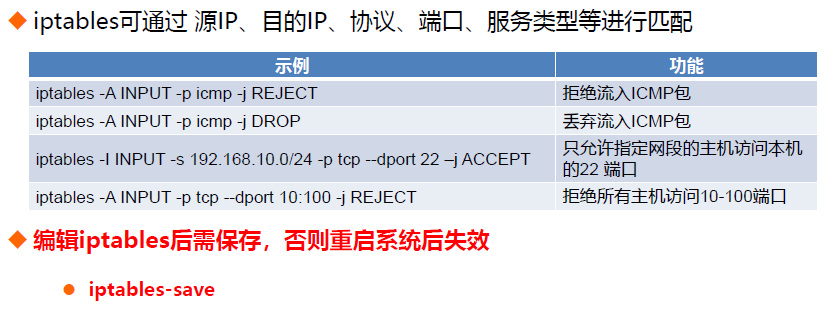 iptables可通过 源IP、目的IP、协议、端口、服务类型等进行匹配
示例 功能
iptables -A INPUT -p icmp -j REJECT 拒绝流入ICMP包
iptables -A INPUT -p icmp -j DROP 丢弃流入ICMP包
iptables -I INPUT -s 192.168.10.0/24 -p tcp --dport 22 –j ACCEPT 只允许指定网段的主机访问本机
的22 端口
iptables -A INPUT -p tcp --dport 10:100 -j REJECT 拒绝所有主机访问10-100端口
编辑iptables后需保存，否则重启系统后失效
iptables-save